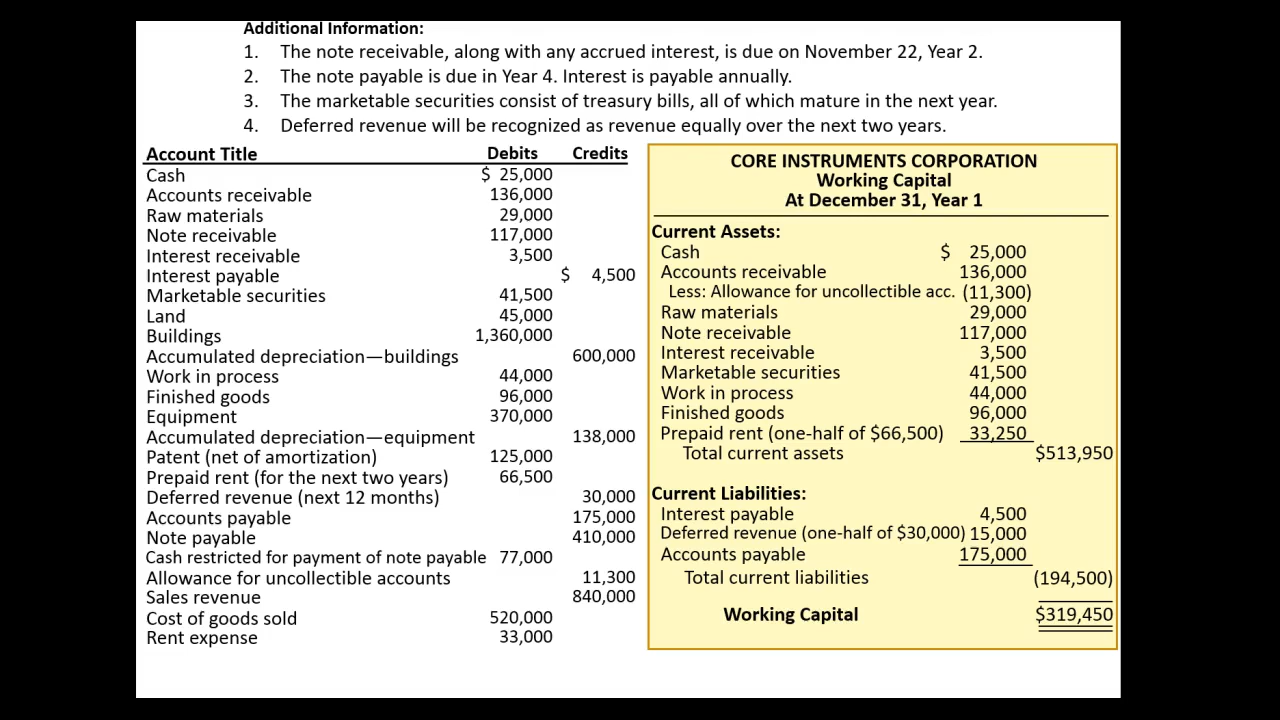 Additional Information:
1. The note receivable, along with any accrued interest, is due on November 22, Year 2.
2. The note payable is due in Year 4. Interest is payable annually.
3. The marketable securities consist of treasury bills, all of which mature in the next year.
4. Deferred revenue will be recognized as revenue equally over the next two years.
Account Title Debits Credits
Cash $ 25,000
Accounts receivable 136,000
Raw materials 29,000
Note receivable 117,000
Interest receivable 3,500
Interest payable $ 4,500
Marketable securities 41,500
Land 45,000
Buildings 1,360,000
Accumulated depreciation—buildings 600,000
Work in process 44,000
Finished goods 96,000
Equipment 370,000
Accumulated depreciation—equipment 138,000
Patent (net of amortization) 125,000
Prepaid rent (for the next two years) 66,500
Deferred revenue (next 12 months) 30,000
Accounts payable 175,000
Note payable 410,000
Cash restricted for payment of note payable 77,000
Allowance for uncollectible accounts 11,300
Sales revenue 840,000
Cost of goods sold 520,000
Rent expense 33,000
CORE INSTRUMENTS CORPORATION
Working Capital
At December 31, Year 1
Current Assets:
Cash $ 25,000
Accounts receivable 136,000
Less: Allowance for uncollectible acc. (11,300)
Raw materials 29,000
Note receivable 117,000
Interest receivable 3,500
Marketable securities 41,500
Work in process 44,000
Finished goods 96,000
Prepaid rent (one-half of $66,500) 33,250
Total current assets $513,950
Current Liabilities:
Interest payable 4,500
Deferred revenue (one-half of $30,000) 15,000
Accounts payable 175,000
Total current liabilities (194,500)
Working Capital $319,450